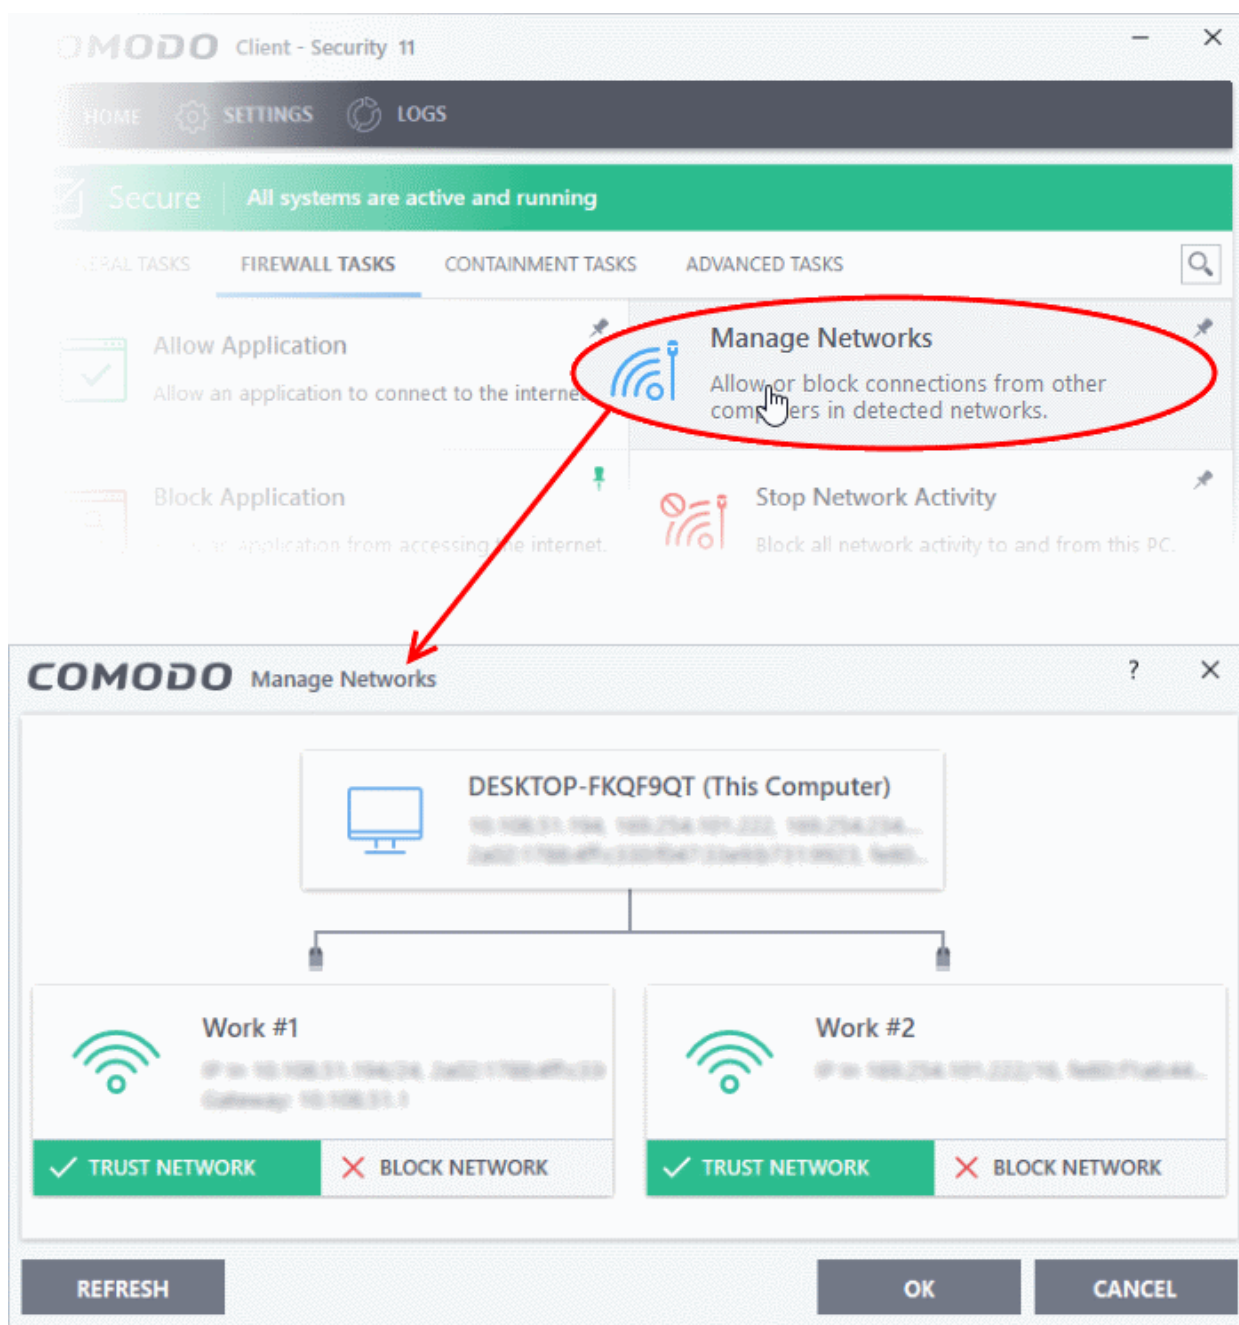 COMODO Client - Security 11
HOME SETTINGS LOGS
Secure All systems are active and running
GENERAL TASKS FIREWALL TASKS CONTAINMENT TASKS ADVANCED TASKS
Allow Application
Allow an application to connect to the internet.
Manage Networks
Allow or block connections from other
computers in detected networks.
Block Application
application from accessing the internet.
Stop Network Activity
Block all network activity to and from this PC.
COMODO Manage Networks
?
DESKTOP-FKQF9QT (This Computer)
Work #1
Work #2
TRUST NETWORK BLOCK NETWORK
TRUST NETWORK BLOCK NETWORK
REFRESH OK CANCEL